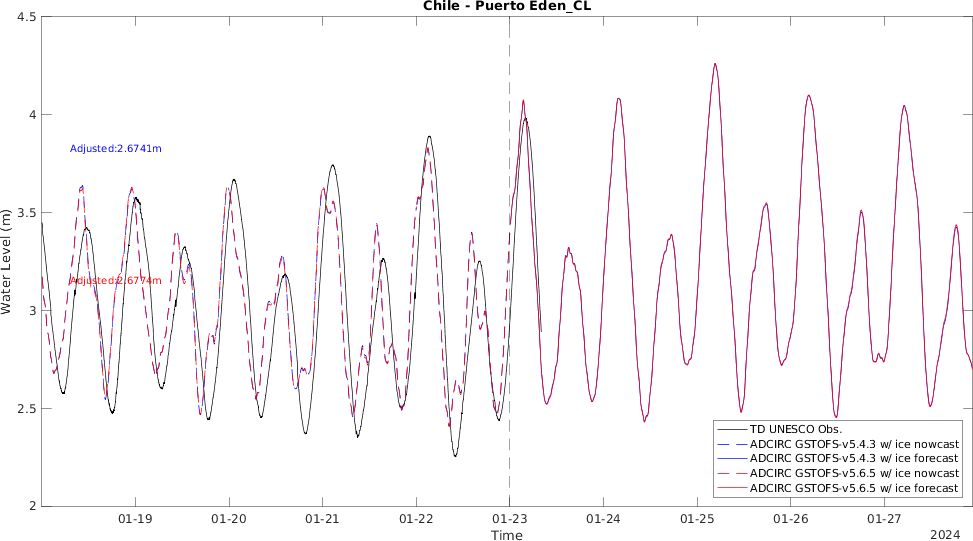 Chile - Puerto Eden_CL
4.5
4
3.5
3
2.5
2
Water Level (m)
Adjusted:2.6741m
Adjusted:2.6774m
TD UNESCO Obs.
ADCIRC GSTOFS-v5.4.3 w/ ice nowcast
ADCIRC GSTOFS-v5.4.3 w/ ice forecast
ADCIRC GSTOFS-v5.6.5 w/ ice nowcast
ADCIRC GSTOFS-v5.6.5 w/ ice forecast
01-19 01-20 01-21 01-22 01-23 01-24 01-25 01-26 01-27
Time
2024